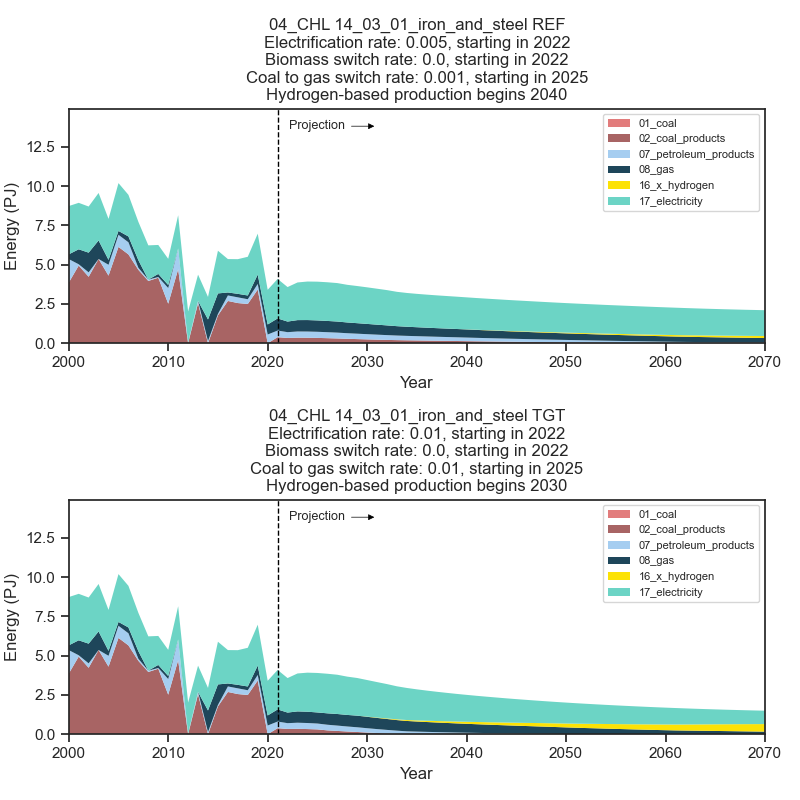 04_CHL 14_03_01_iron_and_steel REF
Electrification rate: 0.005, starting in 2022
Biomass switch rate: 0.0, starting in 2022
Coal to gas switch rate: 0.001, starting in 2025
Hydrogen-based production begins 2040
Projection
01_coal
02_coal_products
07_petroleum_products
08_gas
16_x_hydrogen
17_electricity
Energy (PJ)
12.5
10.0
7.5
5.0
2.5
0.0
2000 2010 2020 2030 2040 2050 2060 2070
Year
04_CHL 14_03_01_iron_and_steel TGT
Electrification rate: 0.01, starting in 2022
Biomass switch rate: 0.0, starting in 2022
Coal to gas switch rate: 0.01, starting in 2025
Hydrogen-based production begins 2030
Projection
01_coal
02_coal_products
07_petroleum_products
08_gas
16_x_hydrogen
17_electricity
Energy (PJ)
12.5
10.0
7.5
5.0
2.5
0.0
2000 2010 2020 2030 2040 2050 2060 2070
Year